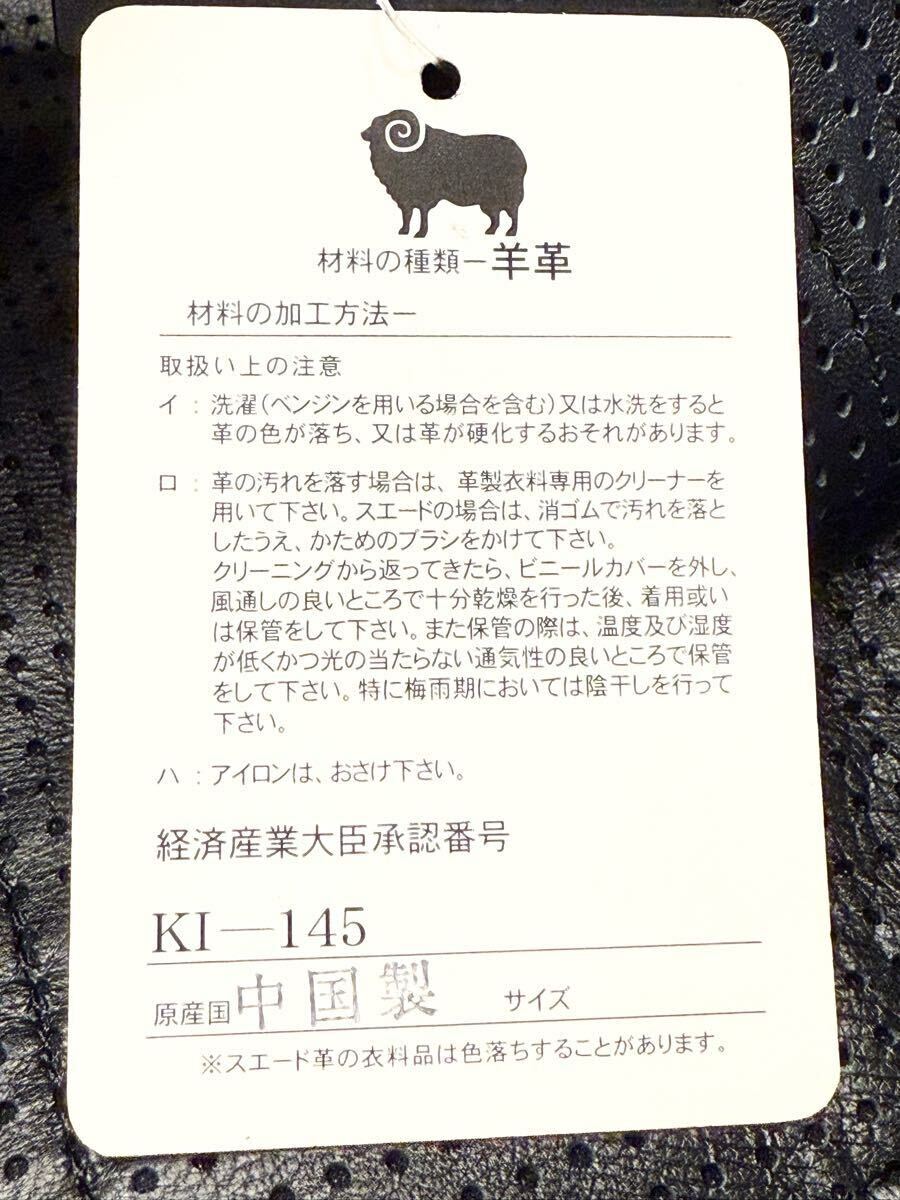 材料の種類ー羊革
材料の加工方法ー
取扱い上の注意
イ：洗濯（ベンジンを用いる場合を含む）又は水洗をすると
革の色が落ち、又は革が硬化するおそれがあります。
ロ：革の汚れを落す場合は、革製衣料専用のクリーナーを
用いて下さい。スエードの場合は、消ゴムで汚れを落と
したうえ、かためのブラシをかけて下さい。
クリーニングから返ってきたら、ビニールカバーを外し、
風通しの良いところで十分乾燥を行った後、着用或い
は保管をして下さい。また保管の際は、温度及び湿度
が低くかつ光の当たらない通気性の良いところで保管
をして下さい。特に梅雨期においては陰干しを行って
下さい。
ハ：アイロンは、おさけ下さい。
経済産業大臣承認番号
KI—145
原産国 中国製 サイズ
※スエード革の衣料品は色落ちすることがあります。